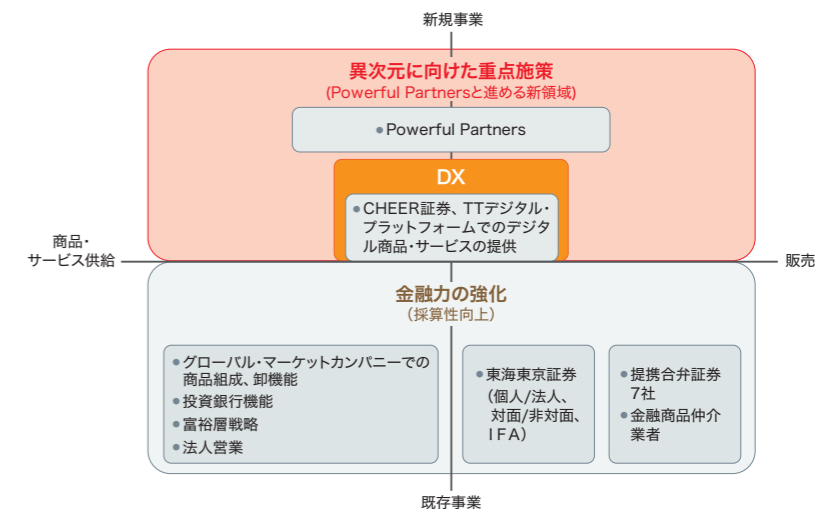 新規事業
異次元に向けた重点施策
(Powerful Partnersと進める新領域)
●Powerful Partners
DX
●CHEER証券、TTデジタル・
プラットフォームでのデジタ
ル商品・サービスの提供
商品・
サービス供給
販売
金融力の強化
（採算性向上）
●グローバル・マーケットカンパニーでの
商品組成、卸機能
●投資銀行機能
●富裕層戦略
●法人営業
●東海東京証券
（個人/法人、
対面/非対面、
IFA）
●提携合弁証券
7社
●金融商品仲介
業者
既存事業